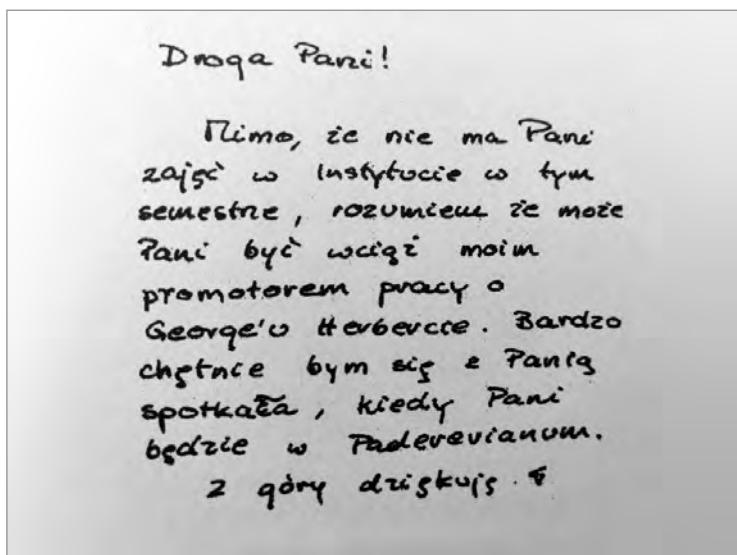 Droga Pani!
Mimo, że nie ma Pani
zajęć w Instytucie w tym
semestrze, rozumiem że może
Pani być wciąż moim
promotorem pracy o
George'u Herbercie. Bardzo
chętnie bym się z Panią
spotkała, kiedy Pani
będzie w Paderevianum.
Z góry dziękuję.